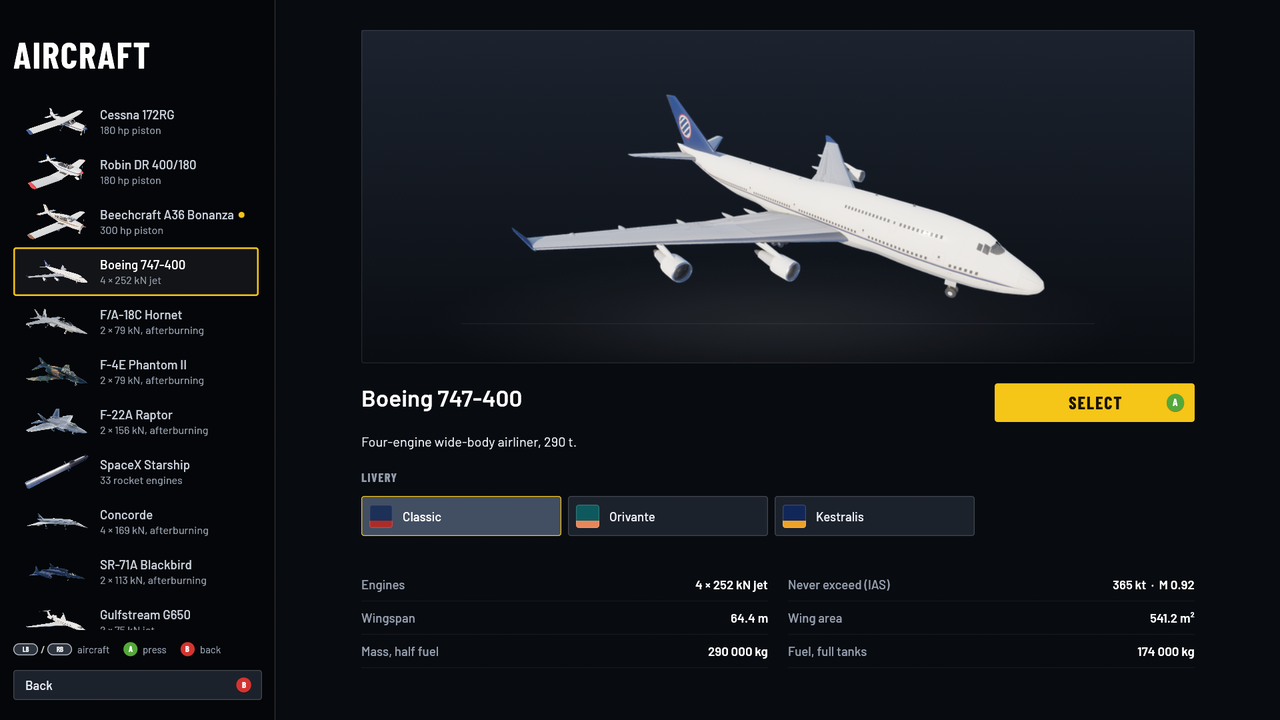 AIRCRAFT
Cessna 172RG
180 hp piston
Robin DR 400/180
180 hp piston
Beechcraft A36 Bonanza
300 hp piston
Boeing 747-400
4 × 252 kN jet
F/A-18C Hornet
2 × 79 kN, afterburning
F-4E Phantom II
2 × 79 kN, afterburning
F-22A Raptor
2 × 156 kN, afterburning
SpaceX Starship
33 rocket engines
Concorde
4 × 169 kN, afterburning
SR-71A Blackbird
2 × 113 kN, afterburning
Gulfstream G650
2 × 75 kN jet
LB / RB aircraft A press B back
Back B
Boeing 747-400
SELECT A
Four-engine wide-body airliner, 290 t.
LIVERY
Classic
Orivante
Kestralis
Engines 4 × 252 kN jet
Never exceed (IAS) 365 kt · M 0.92
Wingspan 64.4 m
Wing area 541.2 m²
Mass, half fuel 290 000 kg
Fuel, full tanks 174 000 kg